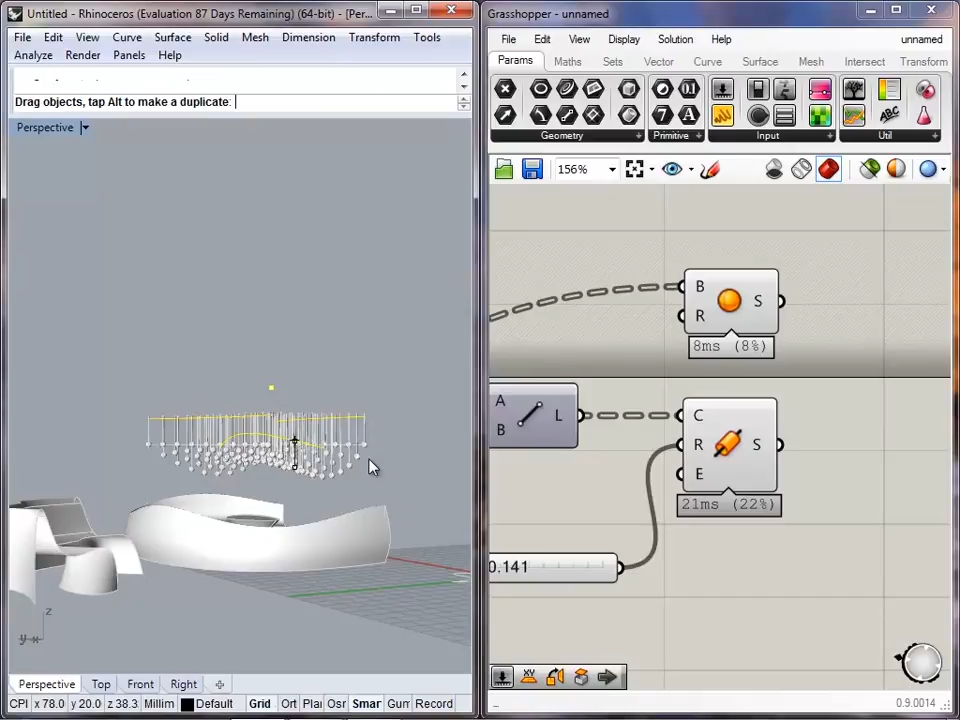 Untitled - Rhinoceros (Evaluation 87 Days Remaining) (64-bit) - [Per...
File Edit View Curve Surface Solid Mesh Dimension Transform Tools
Analyze Render Panels Help
Drag objects, tap Alt to make a duplicate:
Perspective
z
y x
Perspective Top Front Right
CPl x 78.0 y 20.0 z 38.3 Millim Default Grid Ort Plar Osr Smar Gum Record
Grasshopper - unnamed
File Edit View Display Solution Help unnamed
Params Maths Sets Vector Curve Surface Mesh Intersect Transform
Geometry Primitive Input Util
156%
B
R
S
8ms (8%)
A
B
L
C
R
E
S
21ms (22%)
0.141
0.9.0014